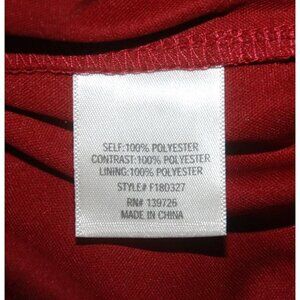 SELF:100% POLYESTER
CONTRAST:100% POLYESTER
LINING:100% POLYESTER
STYLE# F180327
RN# 139726
MADE IN CHINA